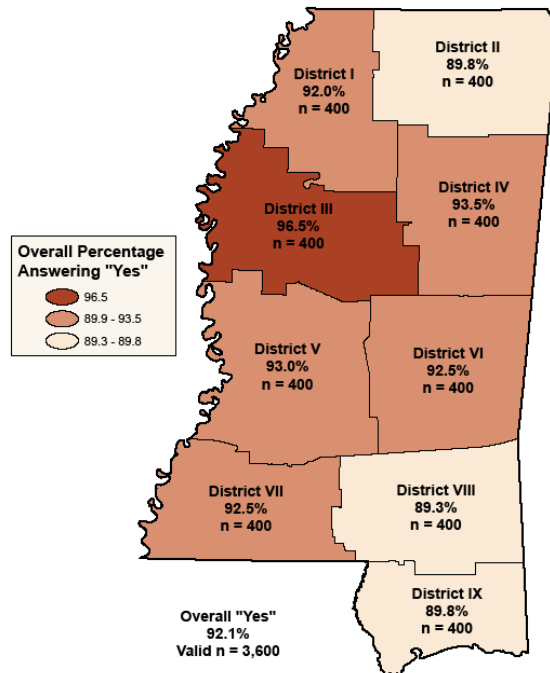 District I
92.0%
n = 400
District II
89.8%
n = 400
District III
96.5%
n = 400
District IV
93.5%
n = 400
Overall Percentage
Answering "Yes"
96.5
89.9 - 93.5
89.3 - 89.8
District V
93.0%
n = 400
District VI
92.5%
n = 400
District VII
92.5%
n = 400
District VIII
89.3%
n = 400
District IX
89.8%
n = 400
Overall "Yes"
92.1%
Valid n = 3,600